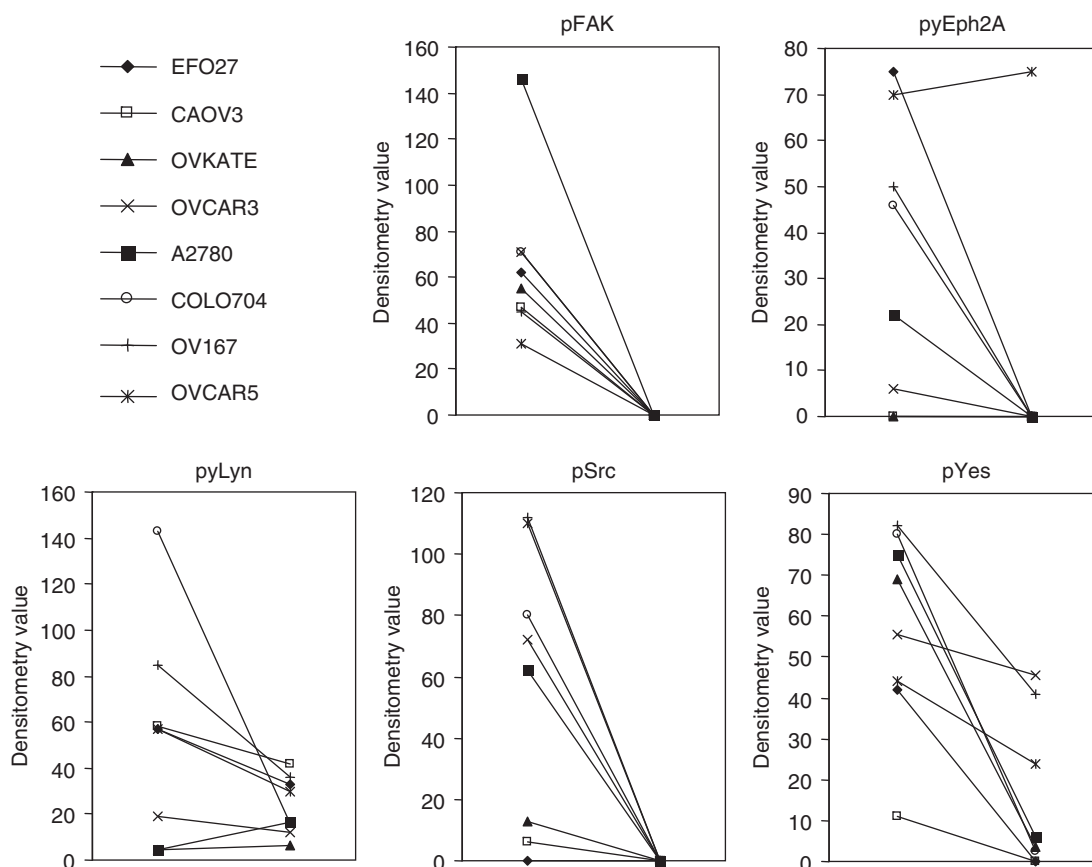 EFO27
CAOV3
OVKATE
OVCAR3
A2780
COLO704
OV167
OVCAR5
pFAK
Densitometry value
160
140
120
100
80
60
40
20
0
pyEph2A
Densitometry value
80
70
60
50
40
30
20
10
0
pyLyn
Densitometry value
160
140
120
100
80
60
40
20
0
pSrc
Densitometry value
120
100
80
60
40
20
0
pYes
Densitometry value
90
80
70
60
50
40
30
20
10
0